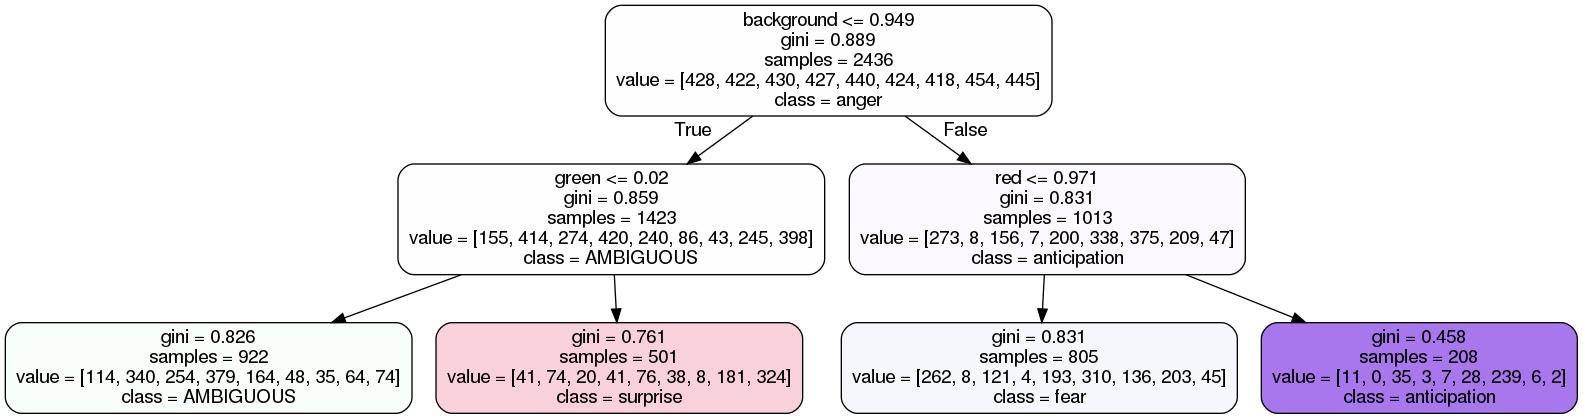 background <= 0.949
gini = 0.889
samples = 2436
value = [428, 422, 430, 427, 440, 424, 418, 454, 445]
class = anger
True
False
green <= 0.02
gini = 0.859
samples = 1423
value = [155, 414, 274, 420, 240, 86, 43, 245, 398]
class = AMBIGUOUS
red <= 0.971
gini = 0.831
samples = 1013
value = [273, 8, 156, 7, 200, 338, 375, 209, 47]
class = anticipation
gini = 0.826
samples = 922
value = [114, 340, 254, 379, 164, 48, 35, 64, 74]
class = AMBIGUOUS
gini = 0.761
samples = 501
value = [41, 74, 20, 41, 76, 38, 8, 181, 324]
class = surprise
gini = 0.831
samples = 805
value = [262, 8, 121, 4, 193, 310, 136, 203, 45]
class = fear
gini = 0.458
samples = 208
value = [11, 0, 35, 3, 7, 28, 239, 6, 2]
class = anticipation